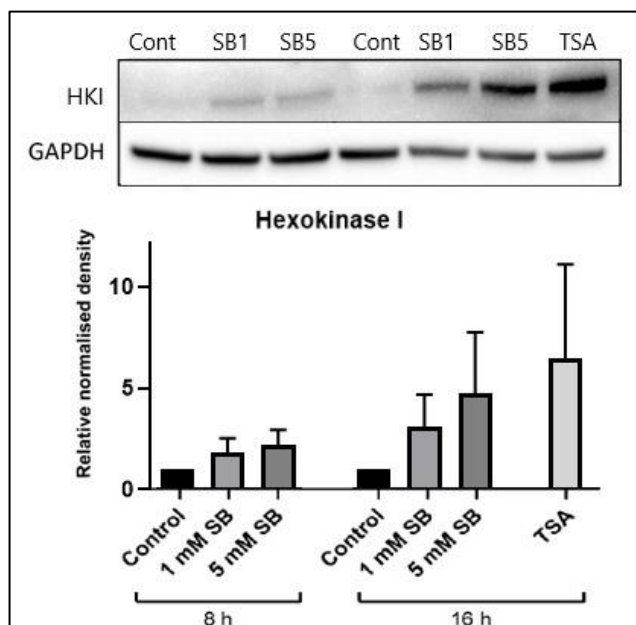 Cont SB1 SB5 Cont SB1 SB5 TSA
HKI
GAPDH
Hexokinase I
Relative normalised density
10
5
0
Control
1 mM SB
5 mM SB
Control
1 mM SB
5 mM SB
TSA
8 h
16 h